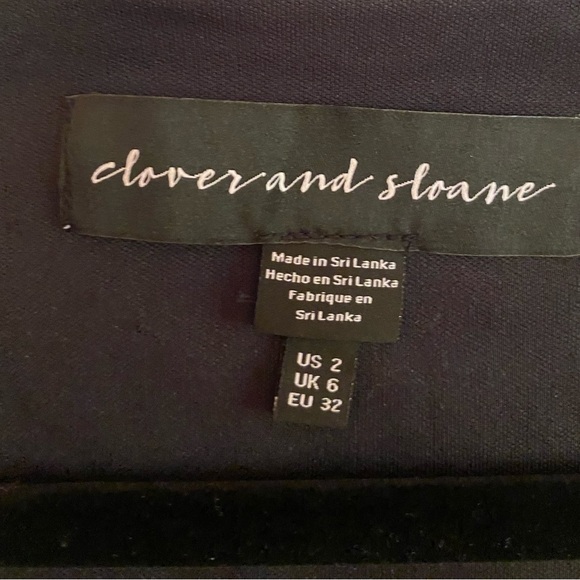 clover and sloane
Made in Sri Lanka
Hecho en Sri Lanka
Fabrique en
Sri Lanka
US 2
UK 6
EU 32